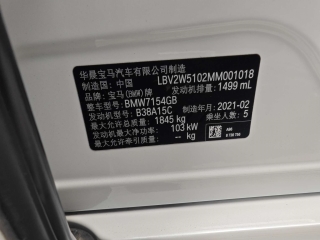 华晨宝马汽车有限公司制造
制造国：中国 LBV2W5102MM001018
品牌：宝马(BMW)牌 发动机排量：1499 mL
整车型号：BMW7154GB
发动机型号：B38A15C 制造年月：2021-02
最大允许总质量：1845 kg 乘坐人数：5
发动机最大净功率：103 kW
最大允许牵引质量：-- kg